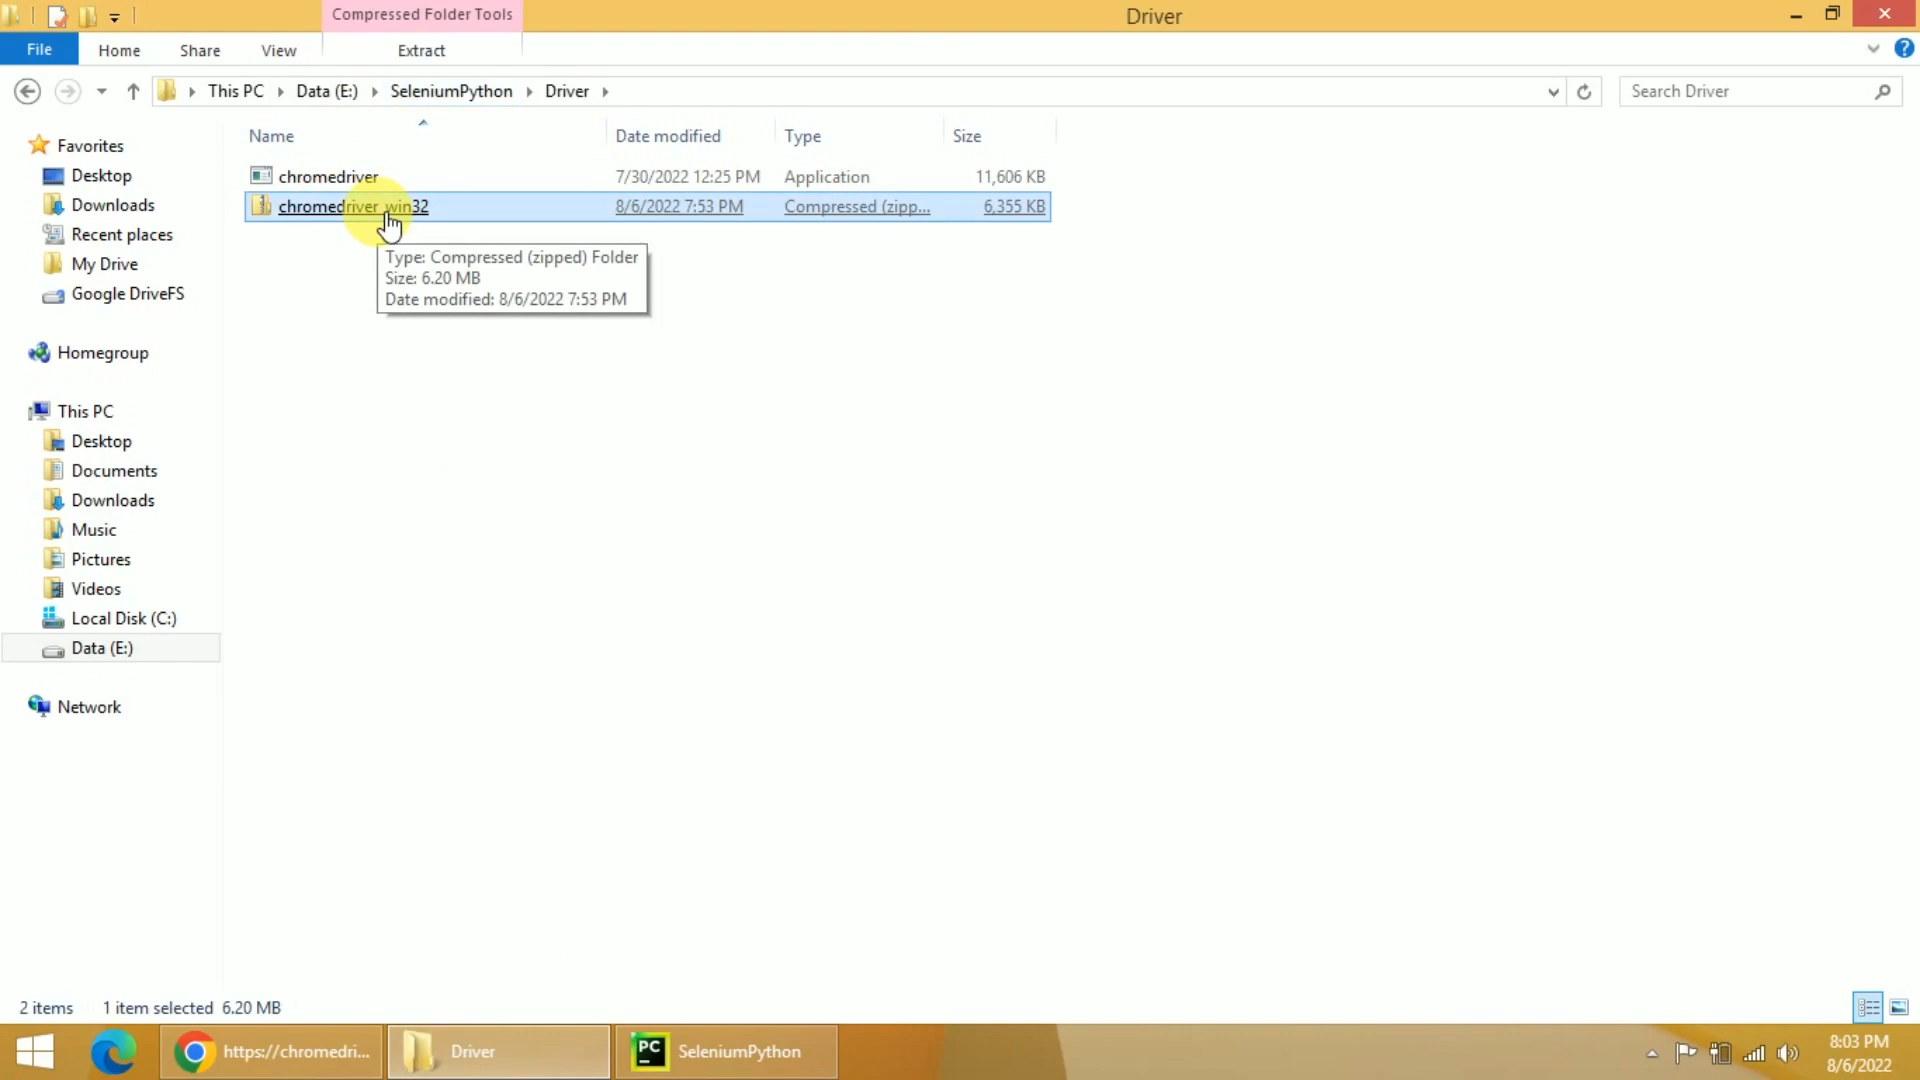 Compressed Folder Tools
Driver
File
Home
Share
View
Extract
This PC
Data (E:)
SeleniumPython
Driver
Search Driver
Name
Date modified
Type
Size
chromedriver
7/30/2022 12:25 PM
Application
11,606 KB
chromedriver_win32
8/6/2022 7:53 PM
Compressed (zipp...
6,355 KB
Type: Compressed (zipped) Folder
Size: 6.20 MB
Date modified: 8/6/2022 7:53 PM
Favorites
Desktop
Downloads
Recent places
My Drive
Google DriveFS
Homegroup
This PC
Desktop
Documents
Downloads
Music
Pictures
Videos
Local Disk (C:)
Data (E:)
Network
2 items
1 item selected 6.20 MB
https://chromedri...
Driver
PC
SeleniumPython
8:03 PM
8/6/2022